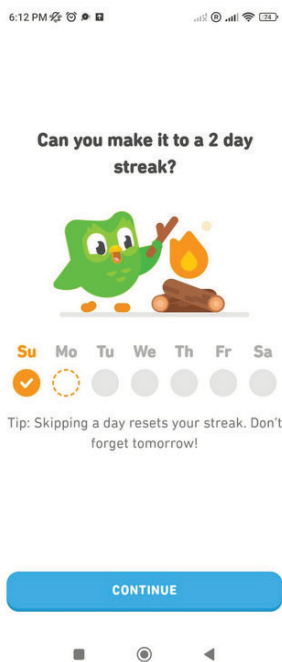 6:12 PM
74
Can you make it to a 2 day
streak?
Su Mo Tu We Th Fr Sa
Tip: Skipping a day resets your streak. Don't
forget tomorrow!
CONTINUE